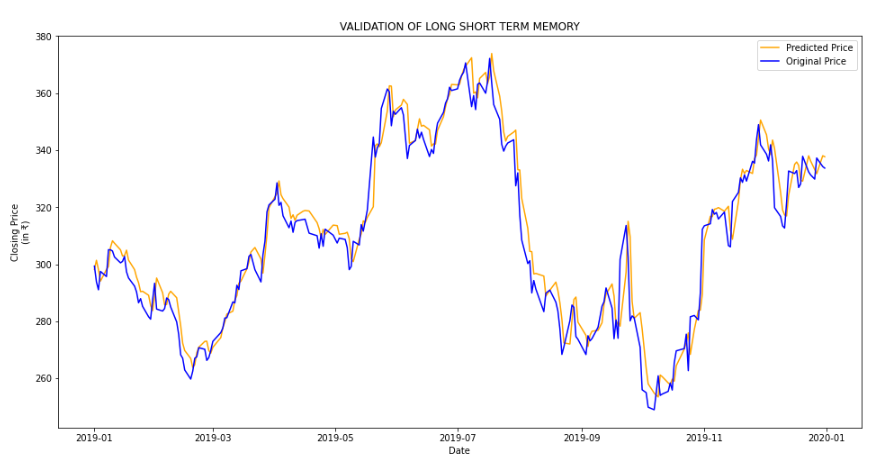 VALIDATION OF LONG SHORT TERM MEMORY
Predicted Price
Original Price
380
360
340
320
300
280
260
Closing Price
(in ₹)
2019-01
2019-03
2019-05
2019-07
2019-09
2019-11
2020-01
Date